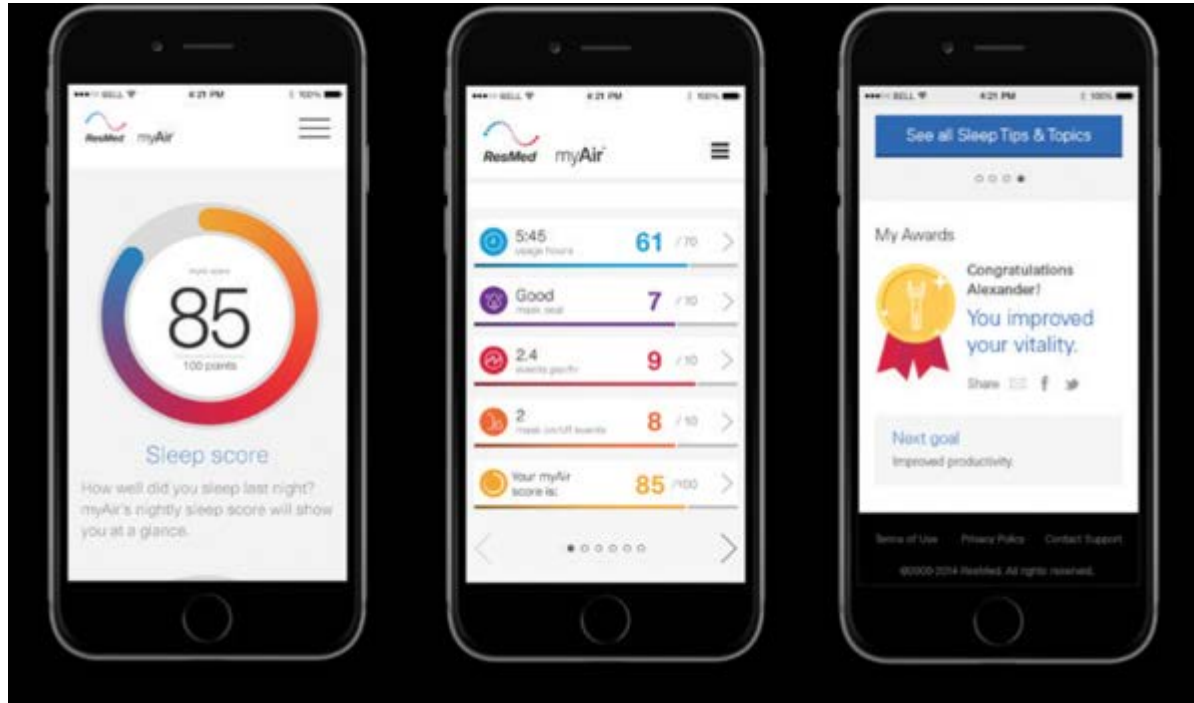 BELL 4:21 PM 100%
ResMed myAir
85
100 points
Sleep score
How well did you sleep last night?
myAir's nightly sleep score will show
you at a glance.
BELL 4:21 PM 100%
ResMed myAir
5:45 61 /70
usage hours
Good 7 /10
mask seal
2.4 9 /10
events per/hr
2 8 /10
mask on/off events
Your myAir 85 /100
score is:
BELL 4:21 PM 100%
See all Sleep Tips & Topics
My Awards
Congratulations
Alexander!
You improved
your vitality.
Share
Next goal
Improved productivity.
Terms of Use Privacy Policy Contact Support
ResMed. All rights reserved.